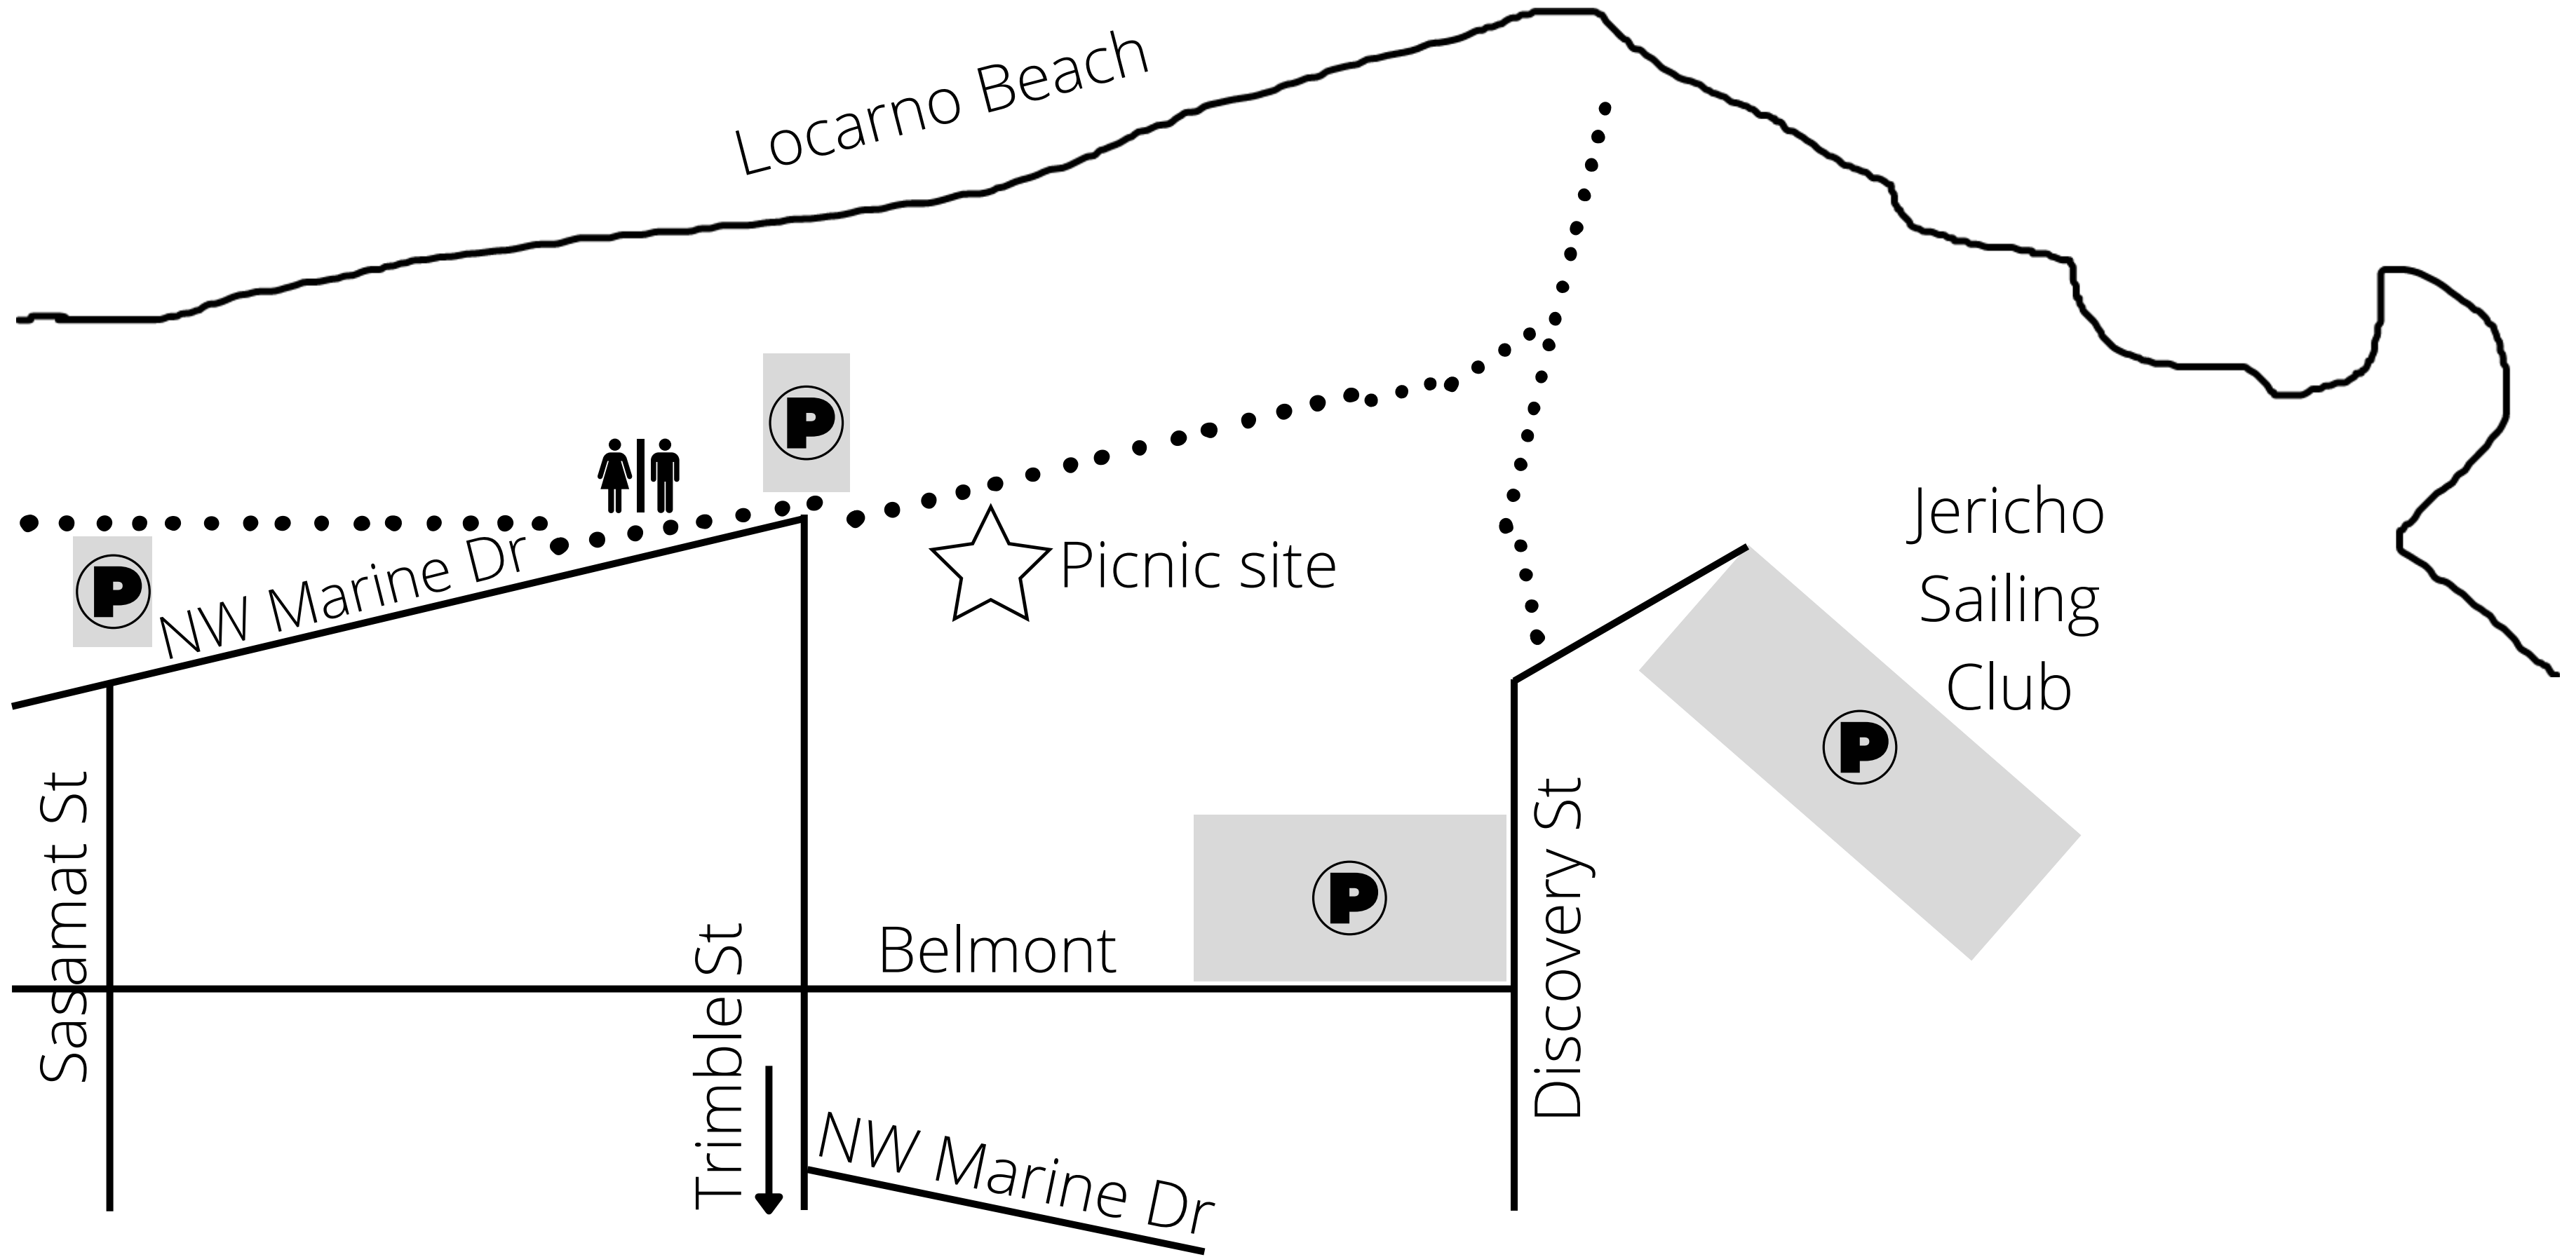 Locarno Beach
P
P
NW Marine Dr
Picnic site
Jericho
Sailing
Club
P
P
Sasamat St
Trimble St
Belmont
Discovery St
NW Marine Dr